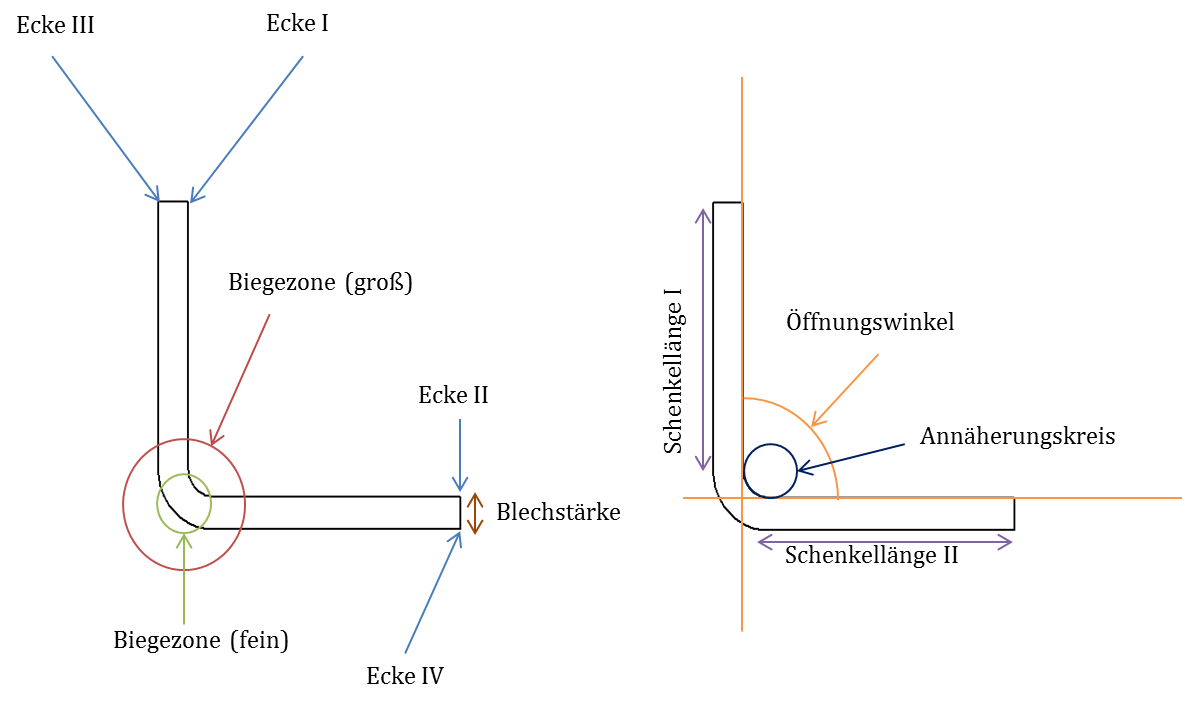 Ecke III
Ecke I
Biegezone (groß)
Ecke II
Blechstärke
Biegezone (fein)
Ecke IV
Schenkellänge I
Öffnungswinkel
Annäherungskreis
Schenkellänge II